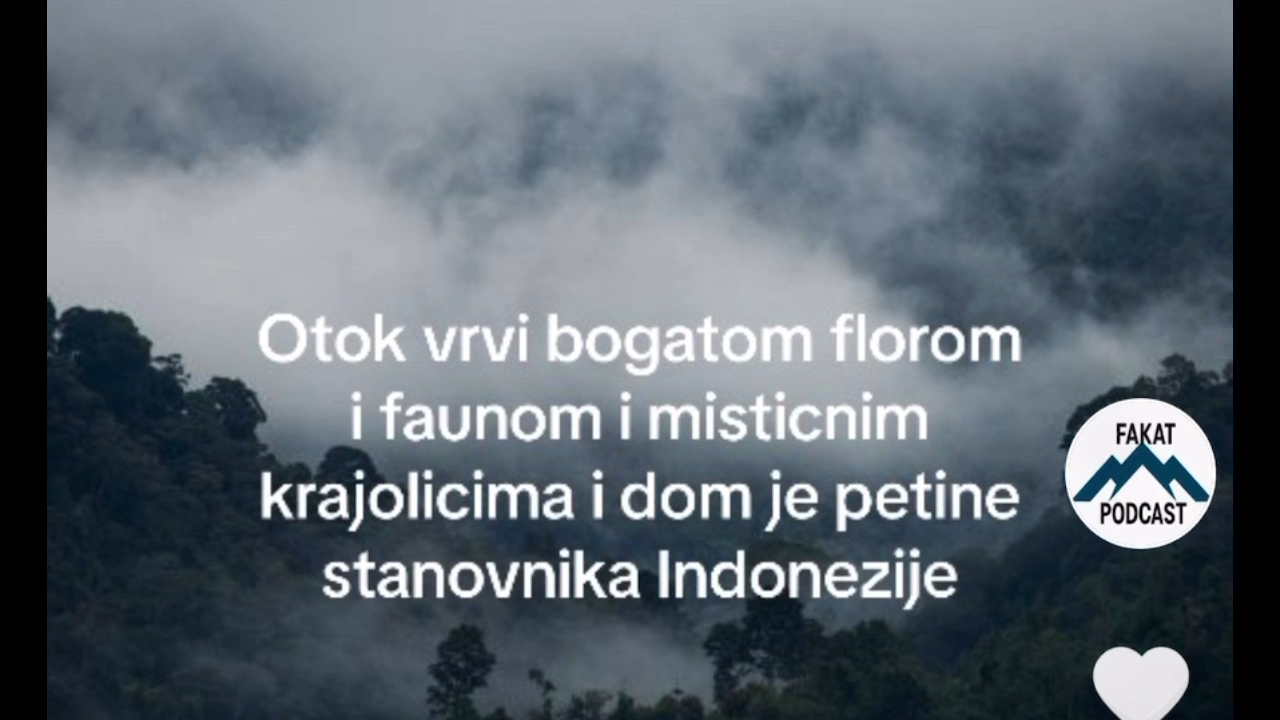 Otok vrvi bogatom florom
i faunom i misticnim
krajolicima i dom je petine
stanovnika Indonezije
FAKAT
PODCAST